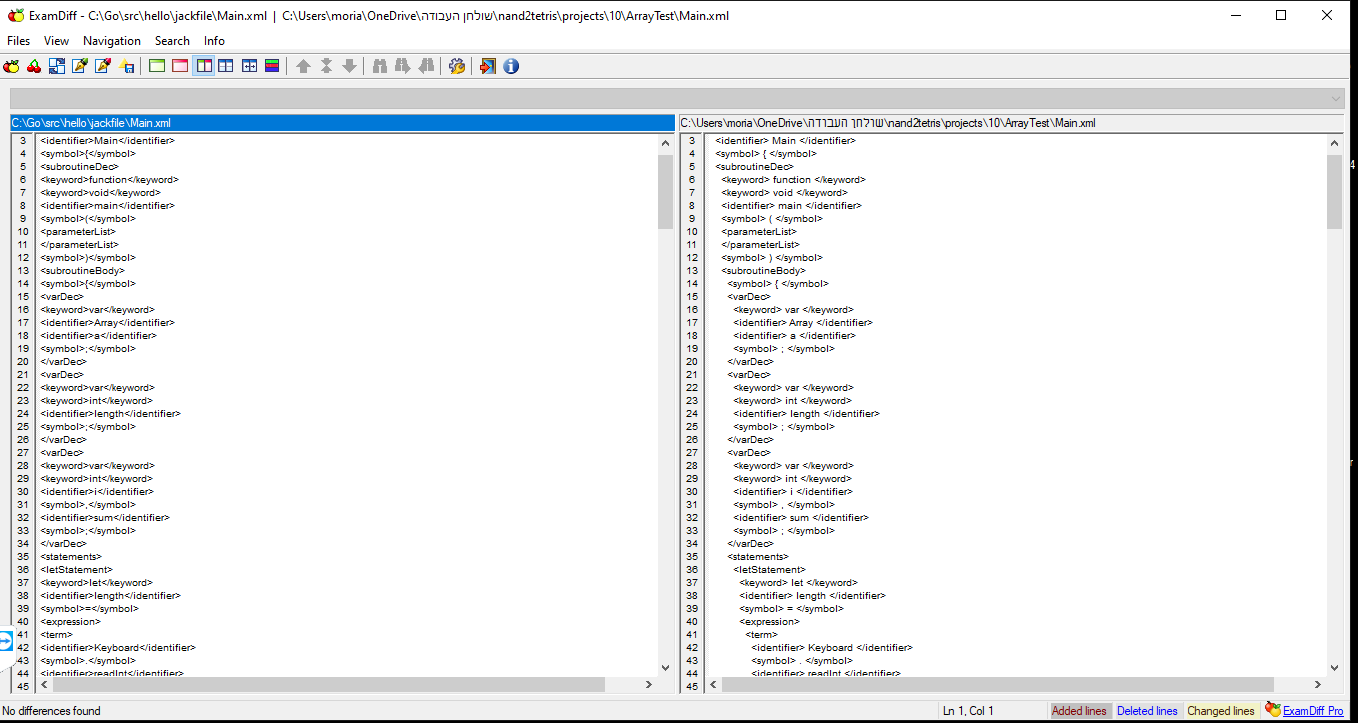 ExamDiff - C:\Go\src\hello\jackfile\Main.xml | C:\Users\moria\OneDrive\שולחן העבודה\nand2tetris\projects\10\ArrayTest\Main.xml
Files View Navigation Search Info
C:\Go\src\hello\jackfile\Main.xml
3 <identifier>Main</identifier>
4 <symbol>{</symbol>
5 <subroutineDec>
6 <keyword>function</keyword>
7 <keyword>void</keyword>
8 <identifier>main</identifier>
9 <symbol>(</symbol>
10 <parameterList>
11 </parameterList>
12 <symbol>)</symbol>
13 <subroutineBody>
14 <symbol>{</symbol>
15 <varDec>
16 <keyword>var</keyword>
17 <identifier>Array</identifier>
18 <identifier>a</identifier>
19 <symbol>;</symbol>
20 </varDec>
21 <varDec>
22 <keyword>var</keyword>
23 <keyword>int</keyword>
24 <identifier>length</identifier>
25 <symbol>;</symbol>
26 </varDec>
27 <varDec>
28 <keyword>var</keyword>
29 <keyword>int</keyword>
30 <identifier>i</identifier>
31 <symbol>,</symbol>
32 <identifier>sum</identifier>
33 <symbol>;</symbol>
34 </varDec>
35 <statements>
36 <letStatement>
37 <keyword>let</keyword>
38 <identifier>length</identifier>
39 <symbol>=</symbol>
40 <expression>
41 <term>
42 <identifier>Keyboard</identifier>
43 <symbol>.</symbol>
44 <identifier>readInt</identifier>
45
C:\Users\moria\OneDrive\שולחן העבודה\nand2tetris\projects\10\ArrayTest\Main.xml
3 <identifier> Main </identifier>
4 <symbol> { </symbol>
5 <subroutineDec>
6 <keyword> function </keyword>
7 <keyword> void </keyword>
8 <identifier> main </identifier>
9 <symbol> ( </symbol>
10 <parameterList>
11 </parameterList>
12 <symbol> ) </symbol>
13 <subroutineBody>
14 <symbol> { </symbol>
15 <varDec>
16 <keyword> var </keyword>
17 <identifier> Array </identifier>
18 <identifier> a </identifier>
19 <symbol> ; </symbol>
20 </varDec>
21 <varDec>
22 <keyword> var </keyword>
23 <keyword> int </keyword>
24 <identifier> length </identifier>
25 <symbol> ; </symbol>
26 </varDec>
27 <varDec>
28 <keyword> var </keyword>
29 <keyword> int </keyword>
30 <identifier> i </identifier>
31 <symbol> , </symbol>
32 <identifier> sum </identifier>
33 <symbol> ; </symbol>
34 </varDec>
35 <statements>
36 <letStatement>
37 <keyword> let </keyword>
38 <identifier> length </identifier>
39 <symbol> = </symbol>
40 <expression>
41 <term>
42 <identifier> Keyboard </identifier>
43 <symbol> . </symbol>
44 <identifier> readInt </identifier>
45
No differences found Ln 1, Col 1 Added lines Deleted lines Changed lines ExamDiff Pro